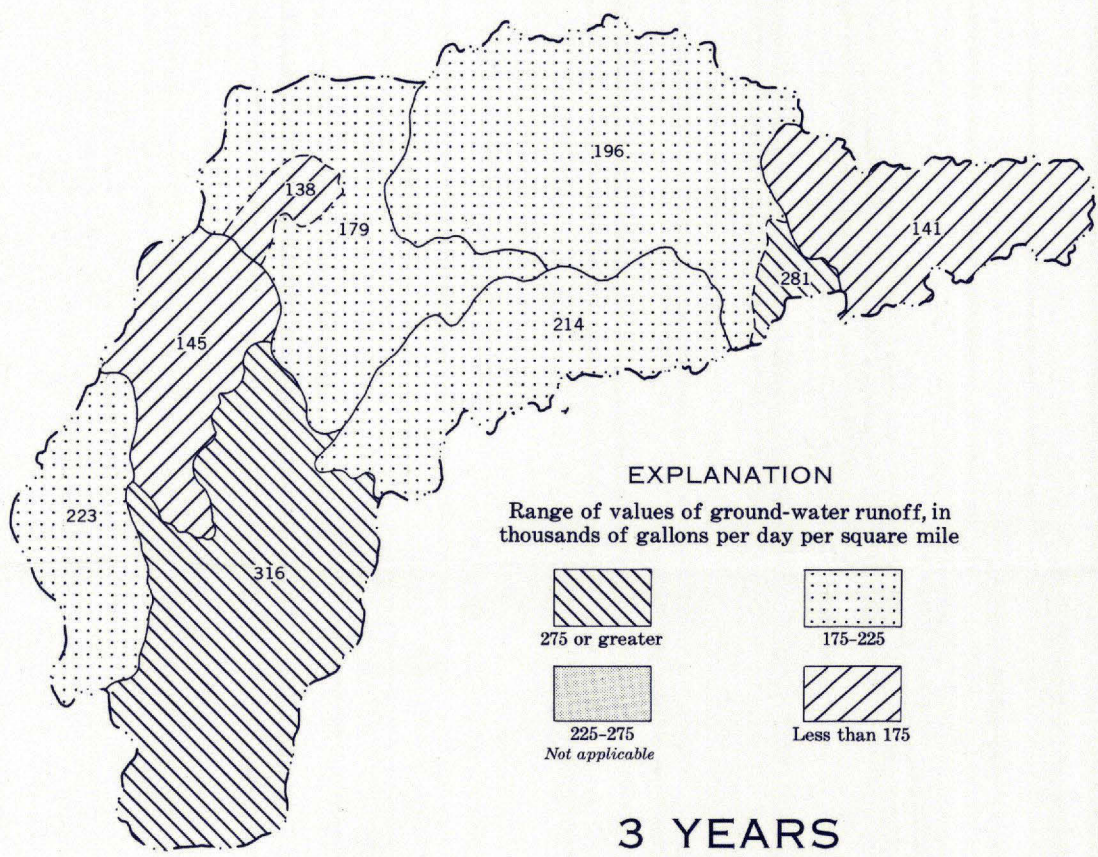 196
138
179
141
281
214
145
223
316
EXPLANATION
Range of values of ground-water runoff, in
thousands of gallons per day per square mile
275 or greater
175–225
225–275
Not applicable
Less than 175
3 YEARS